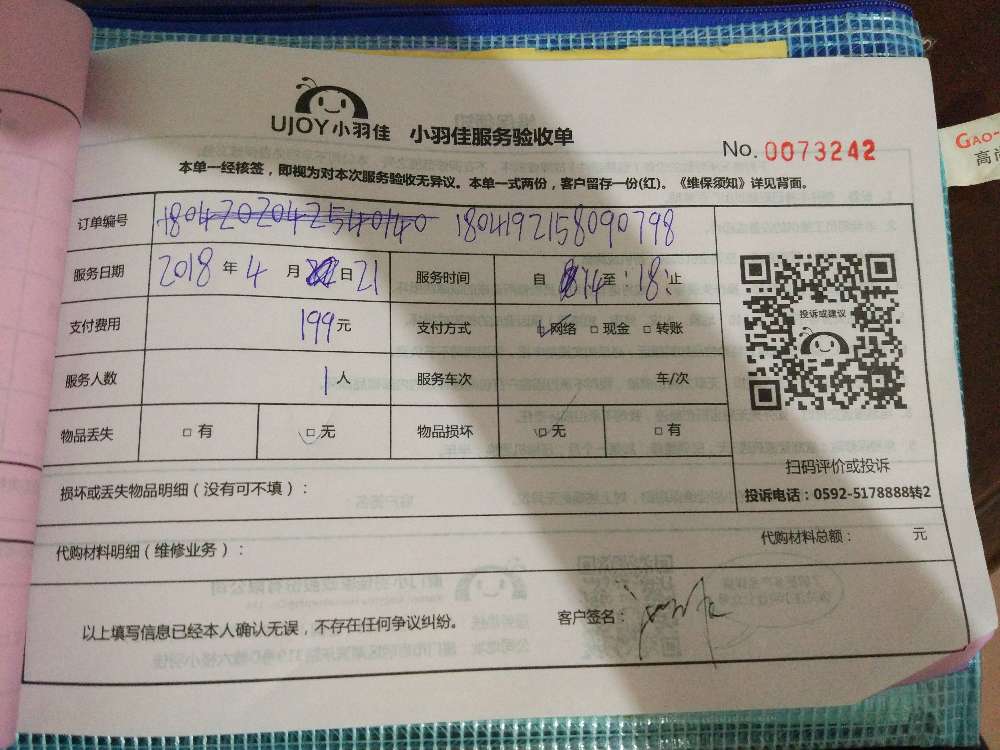 UJOY小羽佳 小羽佳服务验收单
No. 0073242
本单一经核签，即视为对本次服务验收无异议。本单一式两份，客户留存一份(红)。《维保须知》详见背面。
订单编号 1804202042540140 1804192158090798
服务日期 2018 年 4 月 日 21 服务时间 自 14 至 18 止
支付费用 199 元 支付方式 ☑网络 □现金 □转账
服务人数 1 人 服务车次 车/次
物品丢失 □ 有 ☑无 物品损坏 ☑无 □ 有
投诉或建议
扫码评价或投诉
投诉电话：0592-5178888转2
损坏或丢失物品明细（没有可不填）：
代购材料明细（维修业务）： 代购材料总额： 元
以上填写信息已经本人确认无误，不存在任何争议纠纷。 客户签名：
GAO
高尚